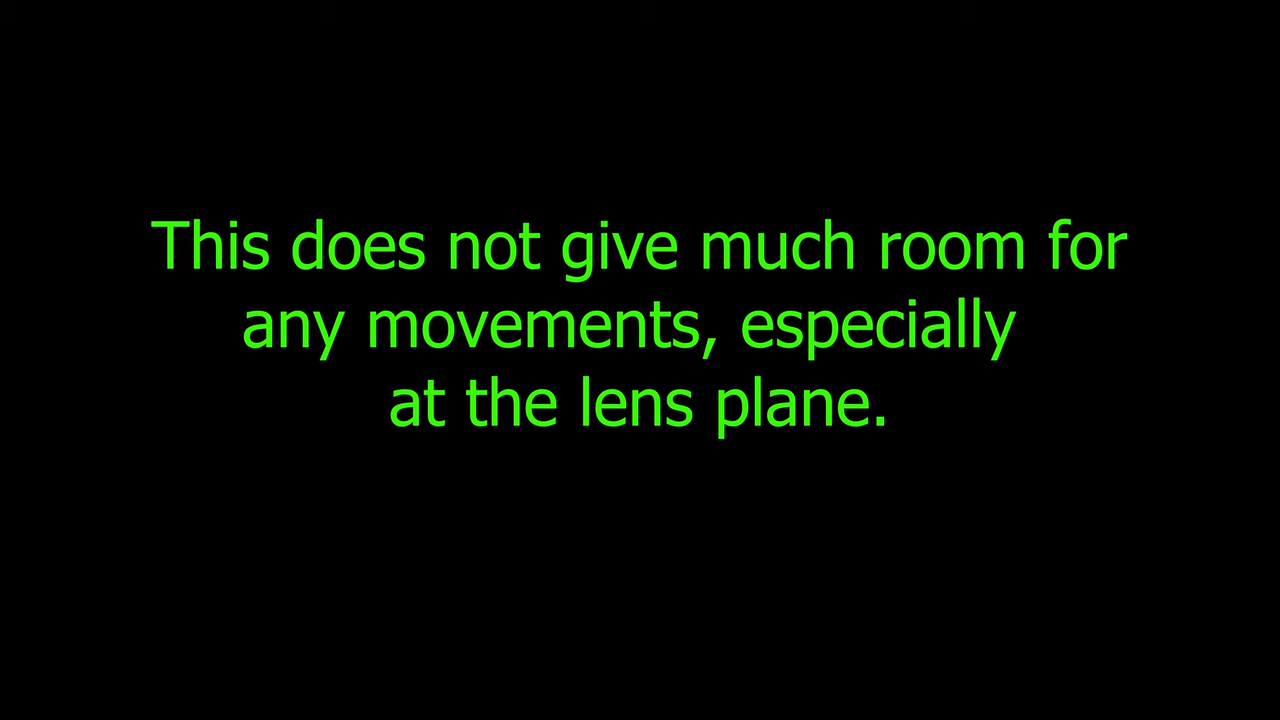 This does not give much room for
any movements, especially
at the lens plane.